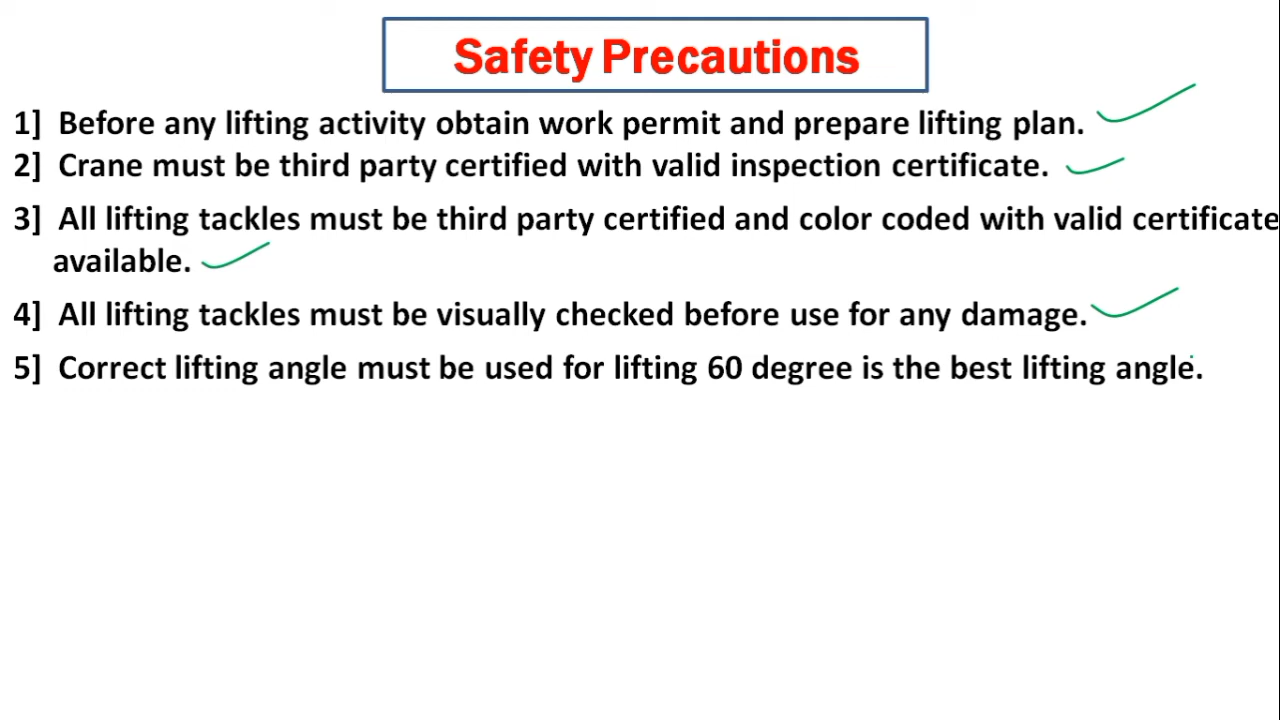 Safety Precautions
1] Before any lifting activity obtain work permit and prepare lifting plan.
2] Crane must be third party certified with valid inspection certificate.
3] All lifting tackles must be third party certified and color coded with valid certificate
available.
4] All lifting tackles must be visually checked before use for any damage.
5] Correct lifting angle must be used for lifting 60 degree is the best lifting angle.